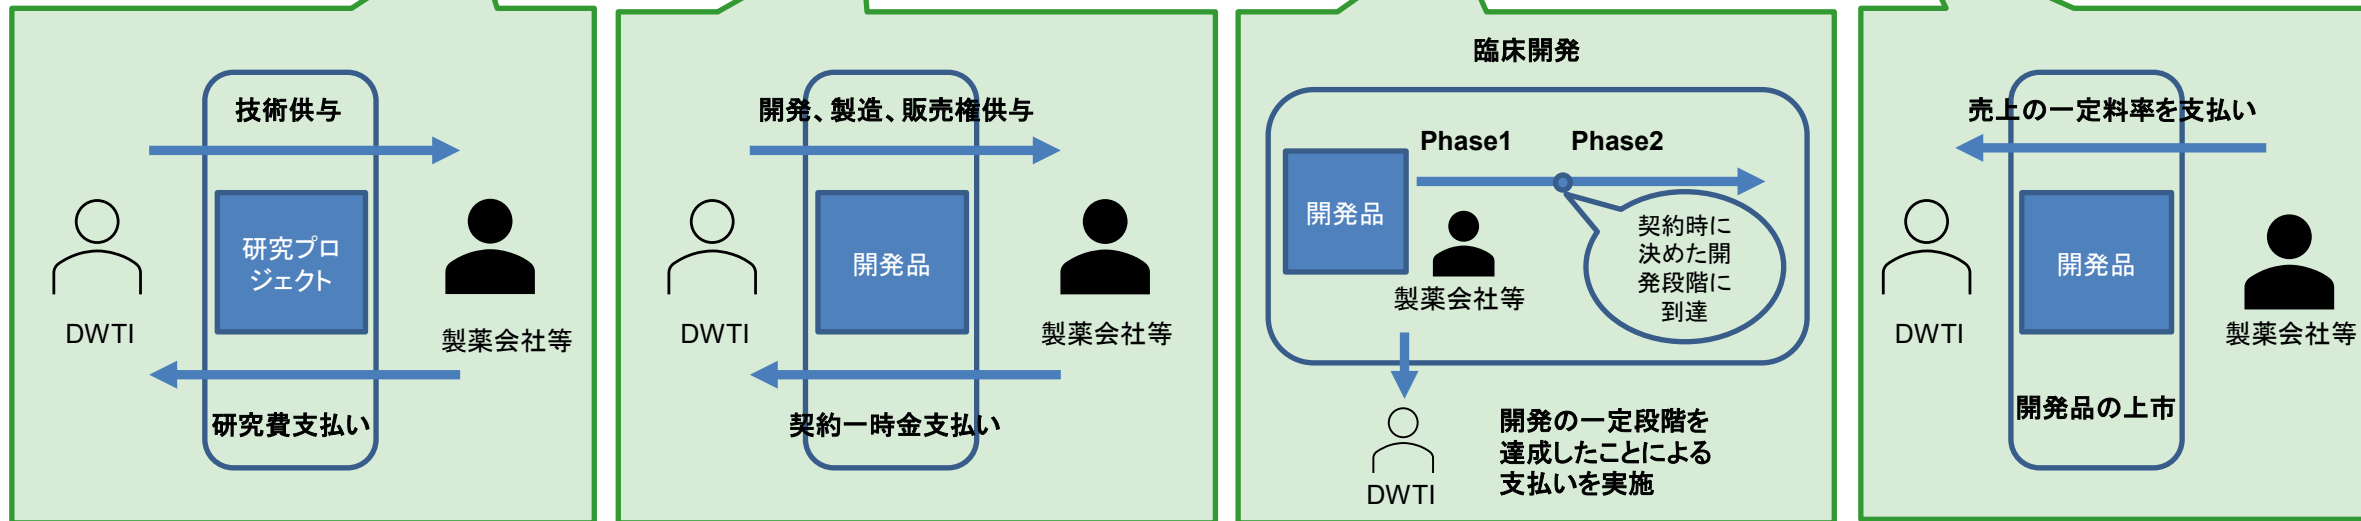 技術供与
研究プロ
ジェクト
DWTI
製薬会社等
研究費支払い
開発、製造、販売権供与
開発品
DWTI
製薬会社等
契約一時金支払い
臨床開発
Phase1
Phase2
開発品
契約時に
決めた開
発段階に
到達
製薬会社等
DWTI
開発の一定段階を
達成したことによる
支払いを実施
売上の一定料率を支払い
開発品
DWTI
製薬会社等
開発品の上市